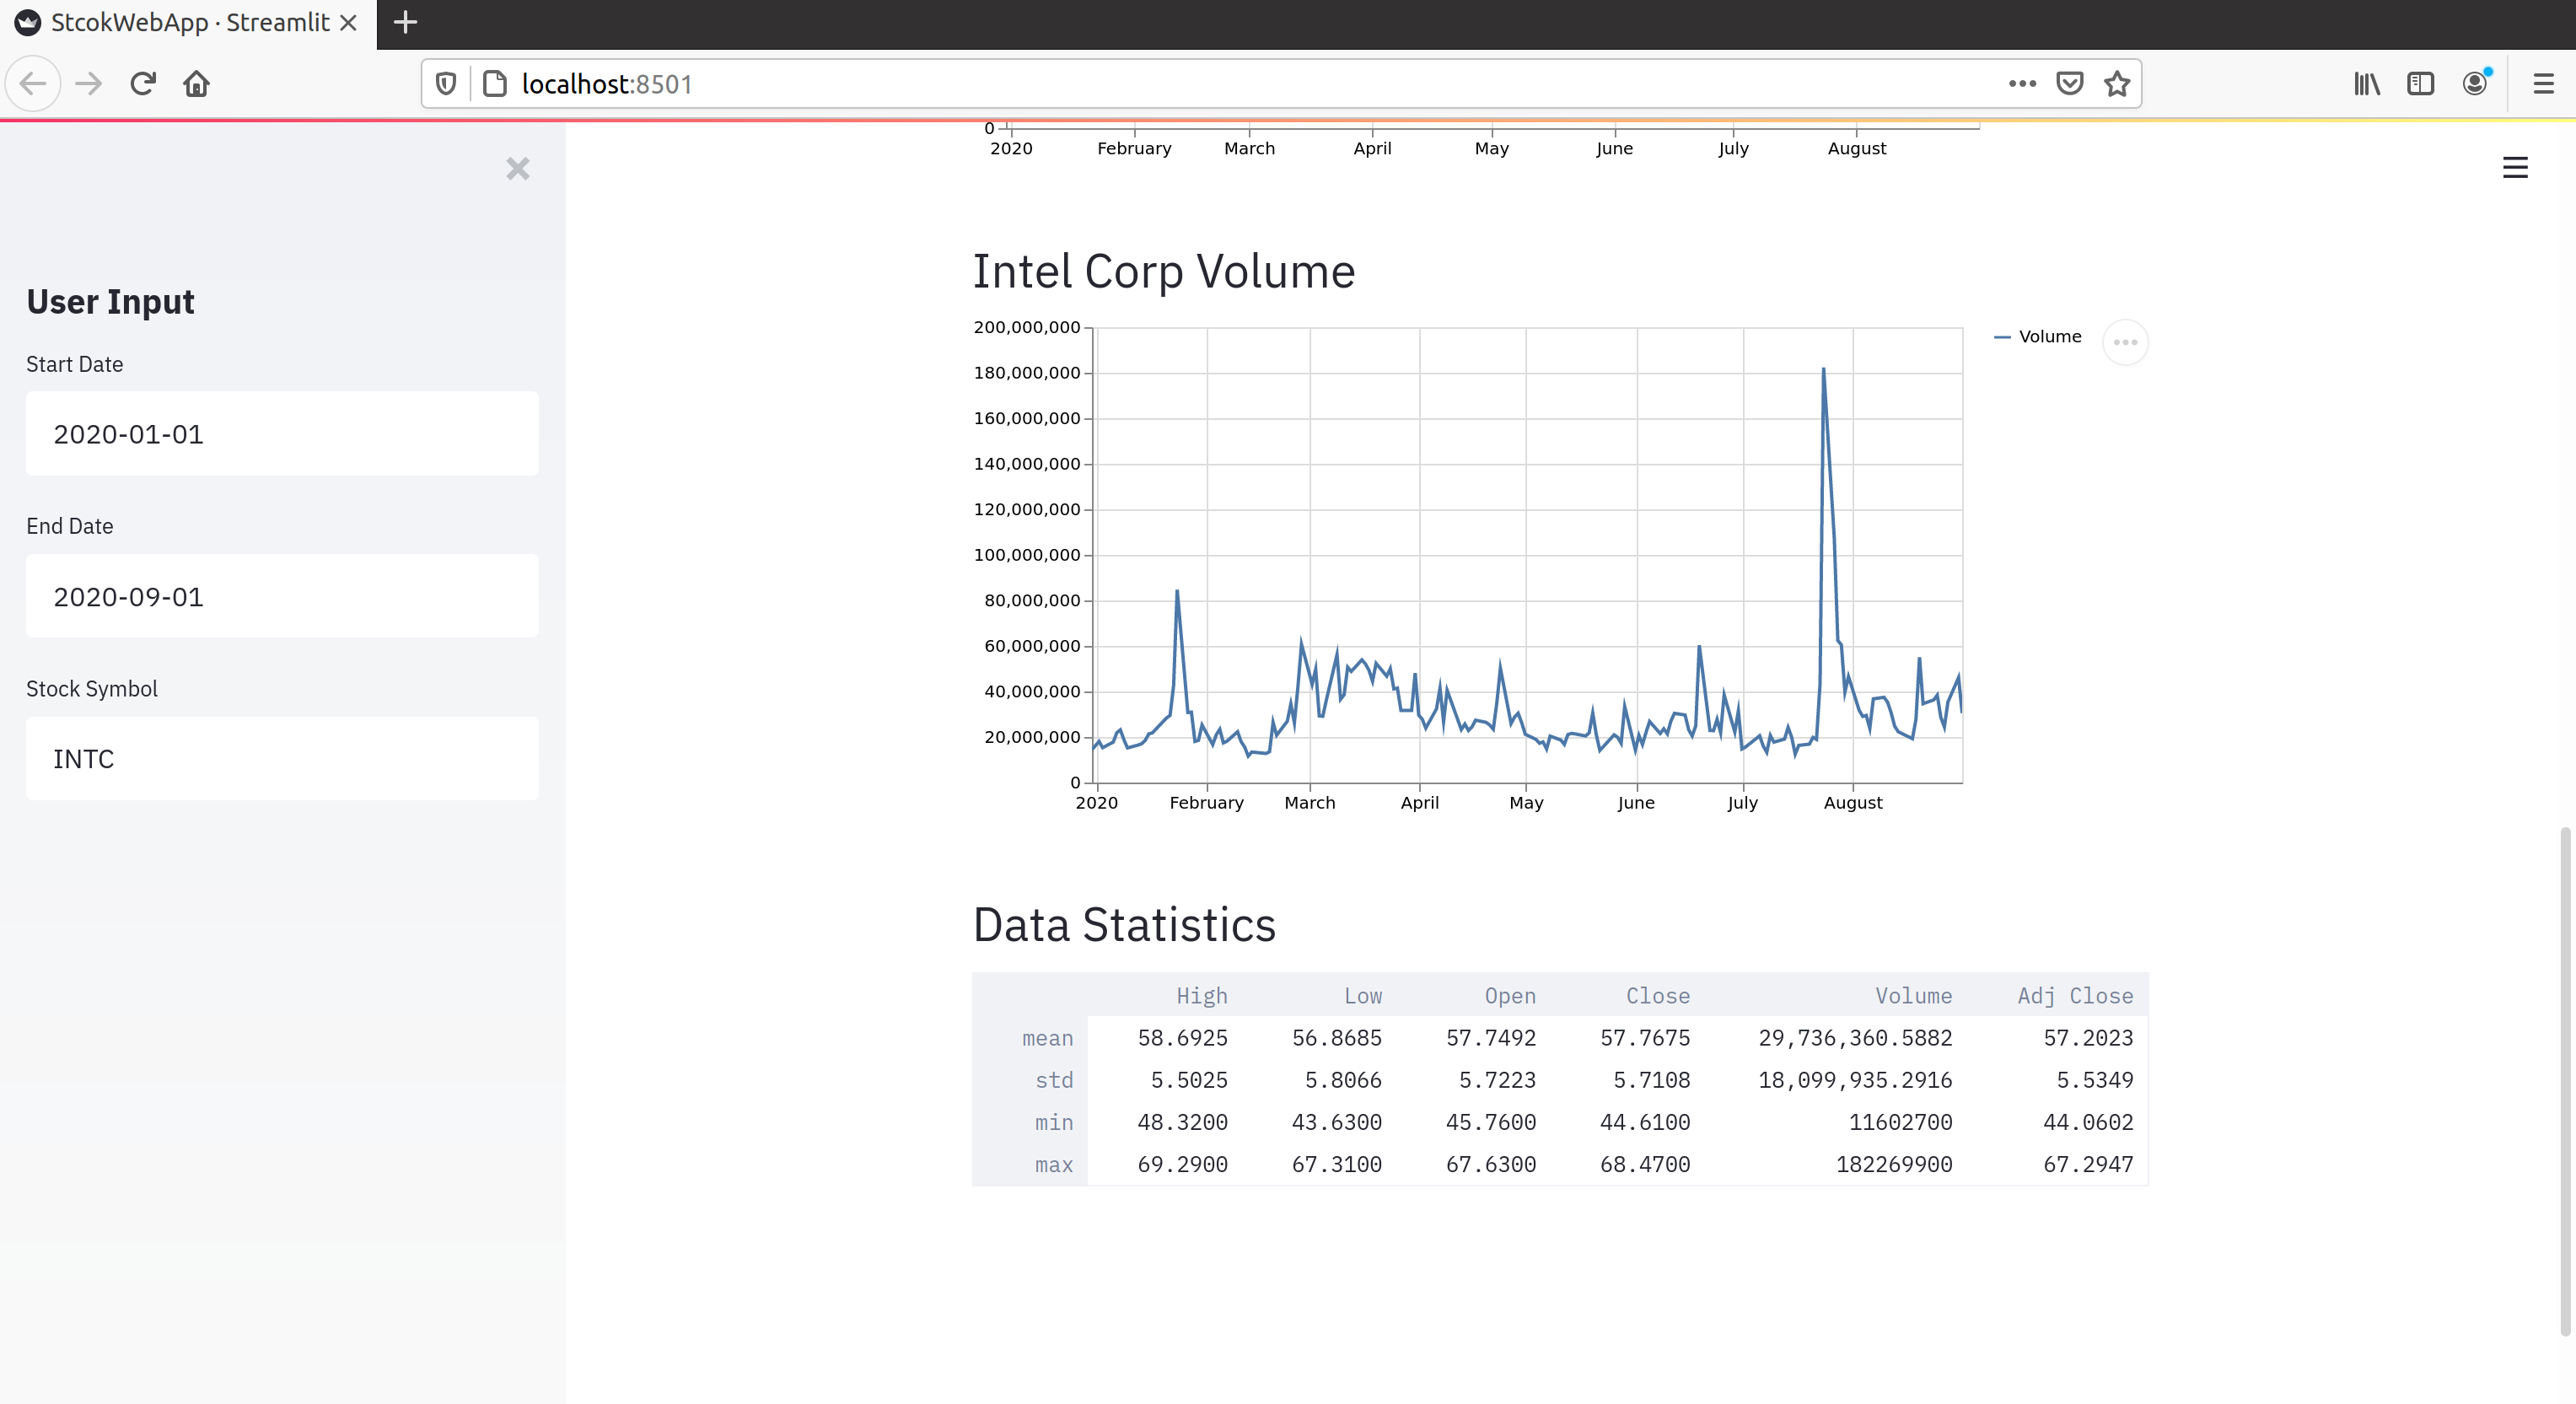 StcokWebApp · Streamlit
localhost:8501
0
2020 February March April May June July August
User Input
Start Date
2020-01-01
End Date
2020-09-01
Stock Symbol
INTC
Intel Corp Volume
200,000,000
180,000,000
160,000,000
140,000,000
120,000,000
100,000,000
80,000,000
60,000,000
40,000,000
20,000,000
0
2020 February March April May June July August
Volume
Data Statistics
High Low Open Close Volume Adj Close
mean 58.6925 56.8685 57.7492 57.7675 29,736,360.5882 57.2023
std 5.5025 5.8066 5.7223 5.7108 18,099,935.2916 5.5349
min 48.3200 43.6300 45.7600 44.6100 11602700 44.0602
max 69.2900 67.3100 67.6300 68.4700 182269900 67.2947